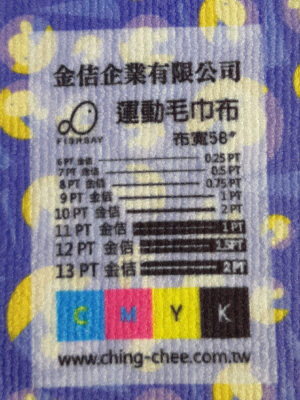 金佶企業有限公司
FISHBAY
運動毛巾布
布寬58"
6 PT 金佶 0.25 PT
7 PT 金佶 0.5 PT
8 PT 金佶 0.75 PT
9 PT 金佶 1 PT
10 PT 金佶 2 PT
11 PT 金佶 1 PT
12 PT 金佶 1.5PT
13 PT 金佶 2 PT
C M Y K
www.ching-chee.com.tw